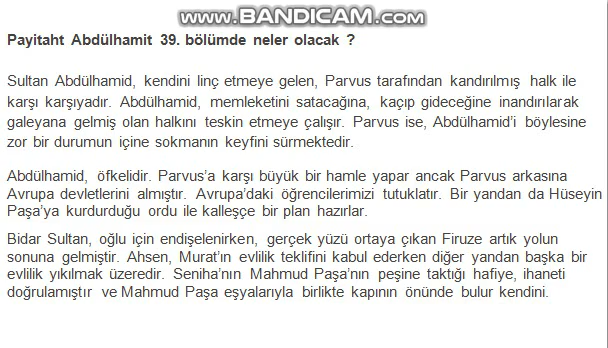 www.BANDICAM.com
Payitaht Abdülhamit 39. bölümde neler olacak ?
Sultan Abdülhamid, kendini linç etmeye gelen, Parvus tarafından kandırılmış halk ile
karşı karşıyadır. Abdülhamid, memleketini satacağına, kaçıp gideceğine inandırılarak
galeyana gelmiş olan halkını teskin etmeye çalışır. Parvus ise, Abdülhamid’i böylesine
zor bir durumun içine sokmanın keyfini sürmektedir.
Abdülhamid, öfkelidir. Parvus’a karşı büyük bir hamle yapar ancak Parvus arkasına
Avrupa devletlerini almıştır. Avrupa’daki öğrencilerimizi tutuklatır. Bir yandan da Hüseyin
Paşa’ya kurdurduğu ordu ile kalleşçe bir plan hazırlar.
Bidar Sultan, oğlu için endişelenirken, gerçek yüzü ortaya çıkan Firuze artık yolun
sonuna gelmiştir. Ahsen, Murat’ın evlilik teklifini kabul ederken diğer yandan başka bir
evlilik yıkılmak üzeredir. Seniha’nın Mahmud Paşa’nın peşine taktığı hafiye, ihaneti
doğrulamıştır ve Mahmud Paşa eşyalarıyla birlikte kapının önünde bulur kendini.